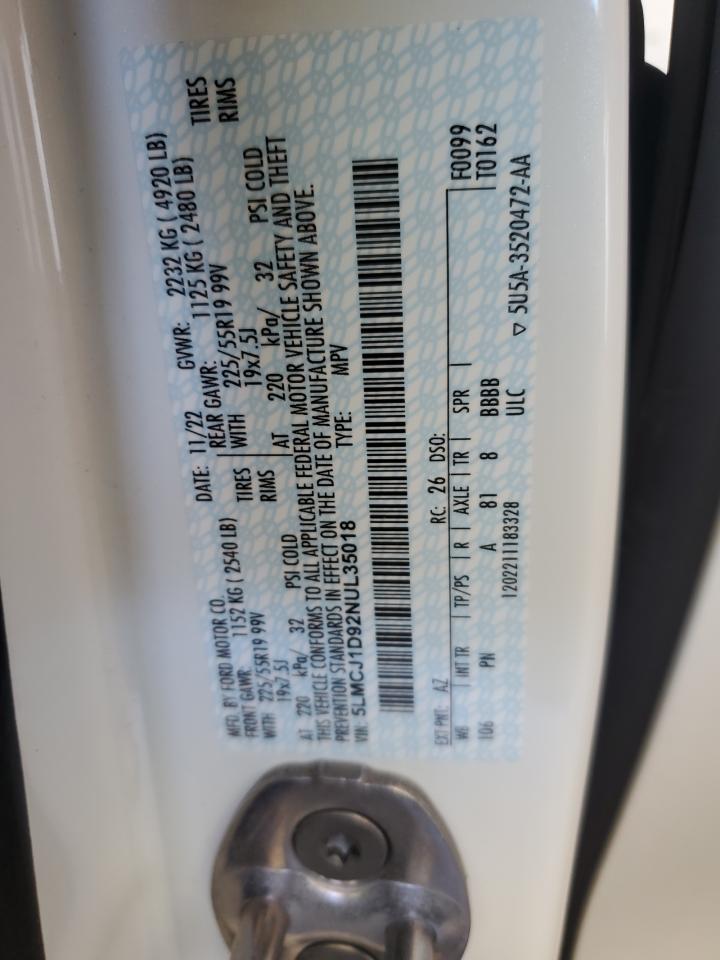 MFD. BY FORD MOTOR CO.
DATE: 11/22 GVWR: 2232 KG ( 4920 LB)
FRONT GAWR: 1152 KG ( 2540 LB) REAR GAWR: 1125 KG ( 2480 LB)
WITH 225/55R19 99V TIRES WITH 225/55R19 99V TIRES
19x7.5J RIMS 19x7.5J RIMS
AT 220 kPa/ 32 PSI COLD AT 220 kPa/ 32 PSI COLD
THIS VEHICLE CONFORMS TO ALL APPLICABLE FEDERAL MOTOR VEHICLE SAFETY AND THEFT
PREVENTION STANDARDS IN EFFECT ON THE DATE OF MANUFACTURE SHOWN ABOVE.
VIN: 5LMCJ1D92NUL35018 TYPE: MPV
F0099
T0162
EXT PNT: AZ RC: 26 DSO:
WB INT TR TP/PS R AXLE TR SPR
106 PN A 81 8 BBBB
ULC
1202211183328 ▽ 5U5A-3520472-AA